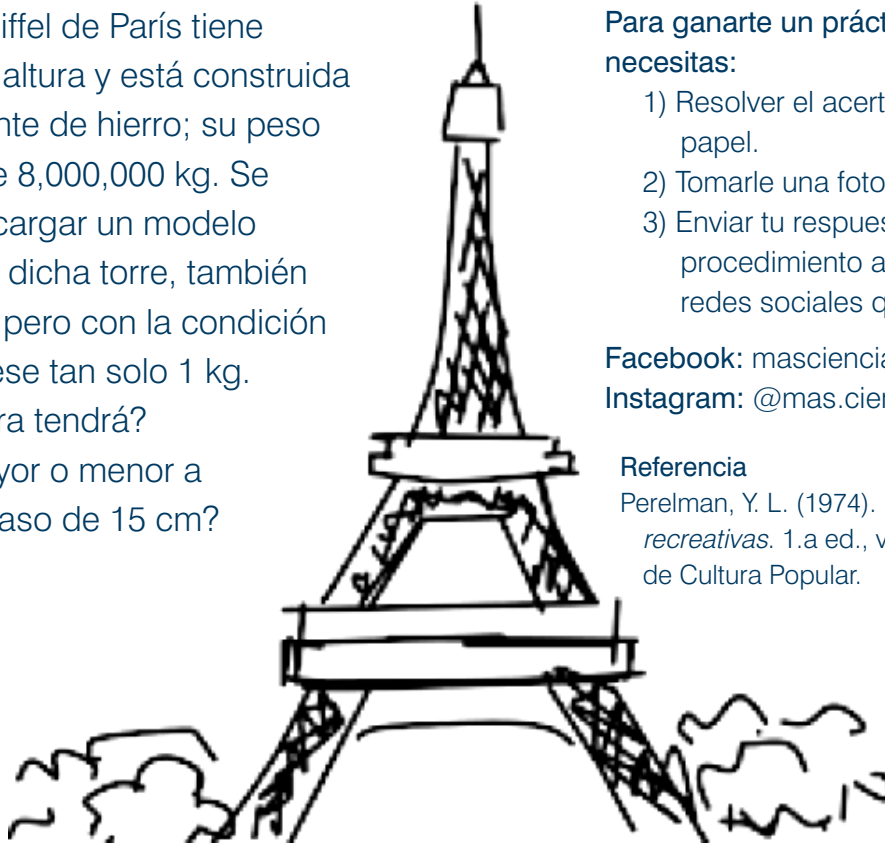 iffel de París tiene
altura y está construida
nte de hierro; su peso
e 8,000,000 kg. Se
cargar un modelo
dicha torre, también
pero con la condición
ese tan solo 1 kg.
ra tendrá?
yor o menor a
aso de 15 cm?
Para ganarte un práct
necesitas:
1) Resolver el acert
papel.
2) Tomarle una foto
3) Enviar tu respues
procedimiento a
redes sociales q
Facebook: masciencia
Instagram: @mas.cier
Referencia
Perelman, Y. L. (1974).
recreativas. 1.a ed., v
de Cultura Popular.